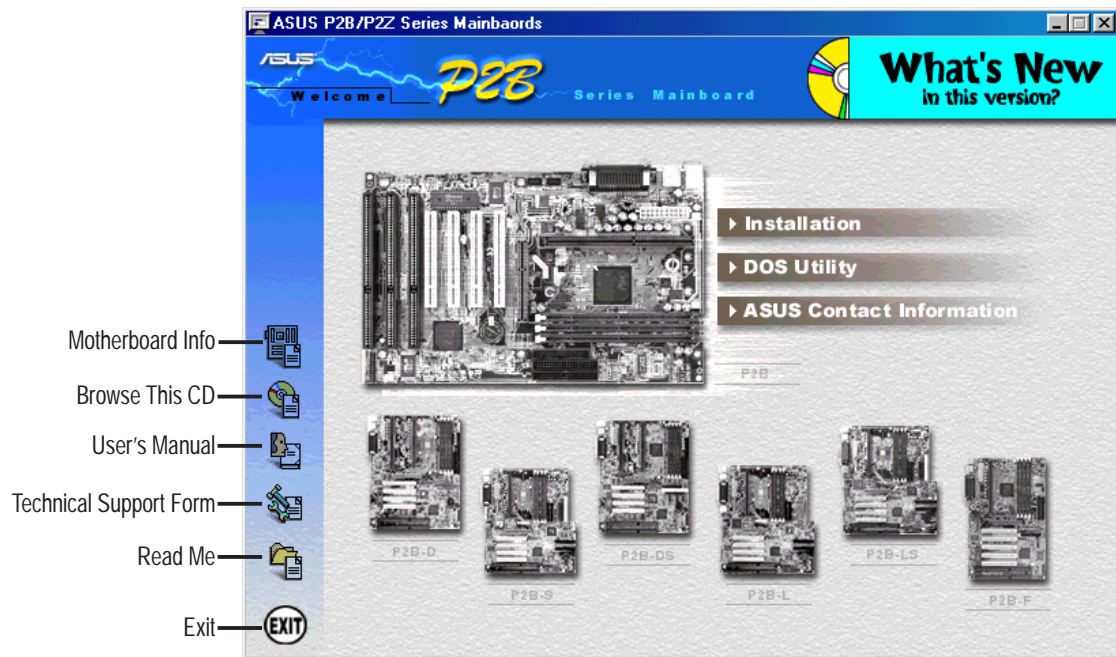 ASUS P2B/P2Z Series Mainbaords
ASUS
Welcome
P2B
Series Mainboard
What's New
in this version?
Installation
DOS Utility
ASUS Contact Information
P2B
Motherboard Info
Browse This CD
User's Manual
Technical Support Form
Read Me
Exit
EXIT
P2B-D
P2B-S
P2B-DS
P2B-L
P2B-LS
P2B-F